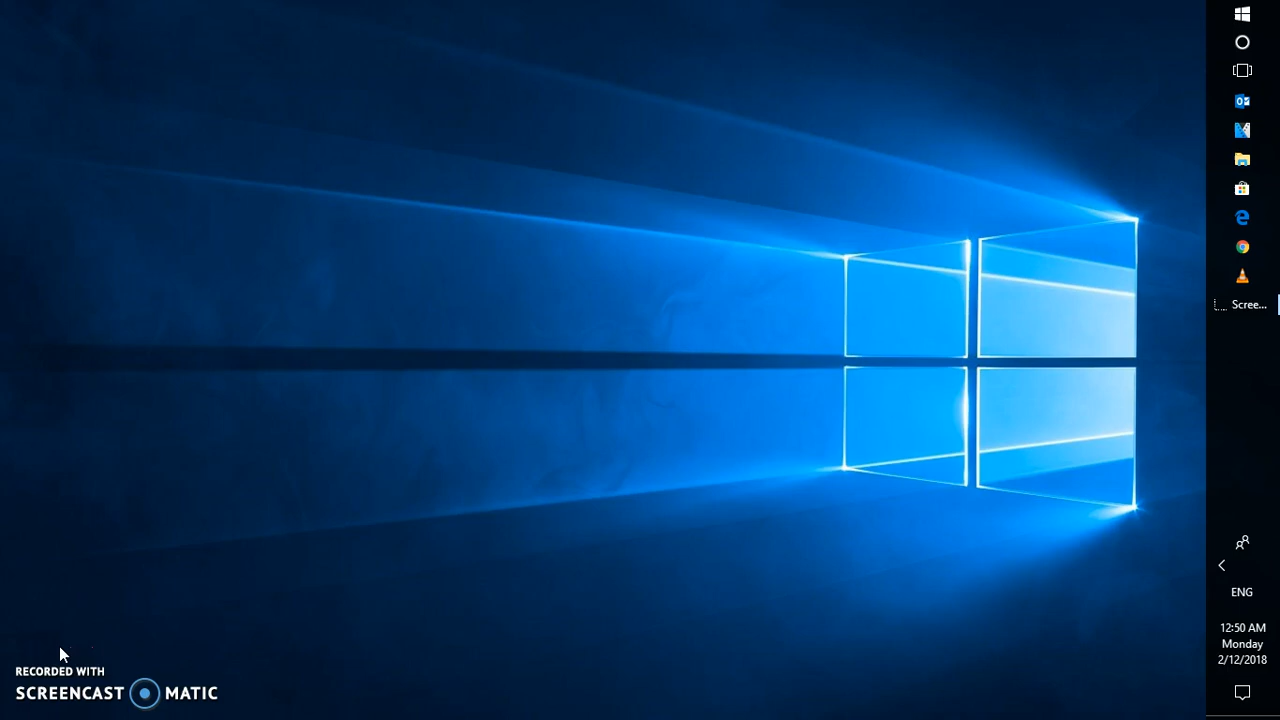 Scree...
ENG
12:50 AM
Monday
2/12/2018
RECORDED WITH
SCREENCAST MATIC